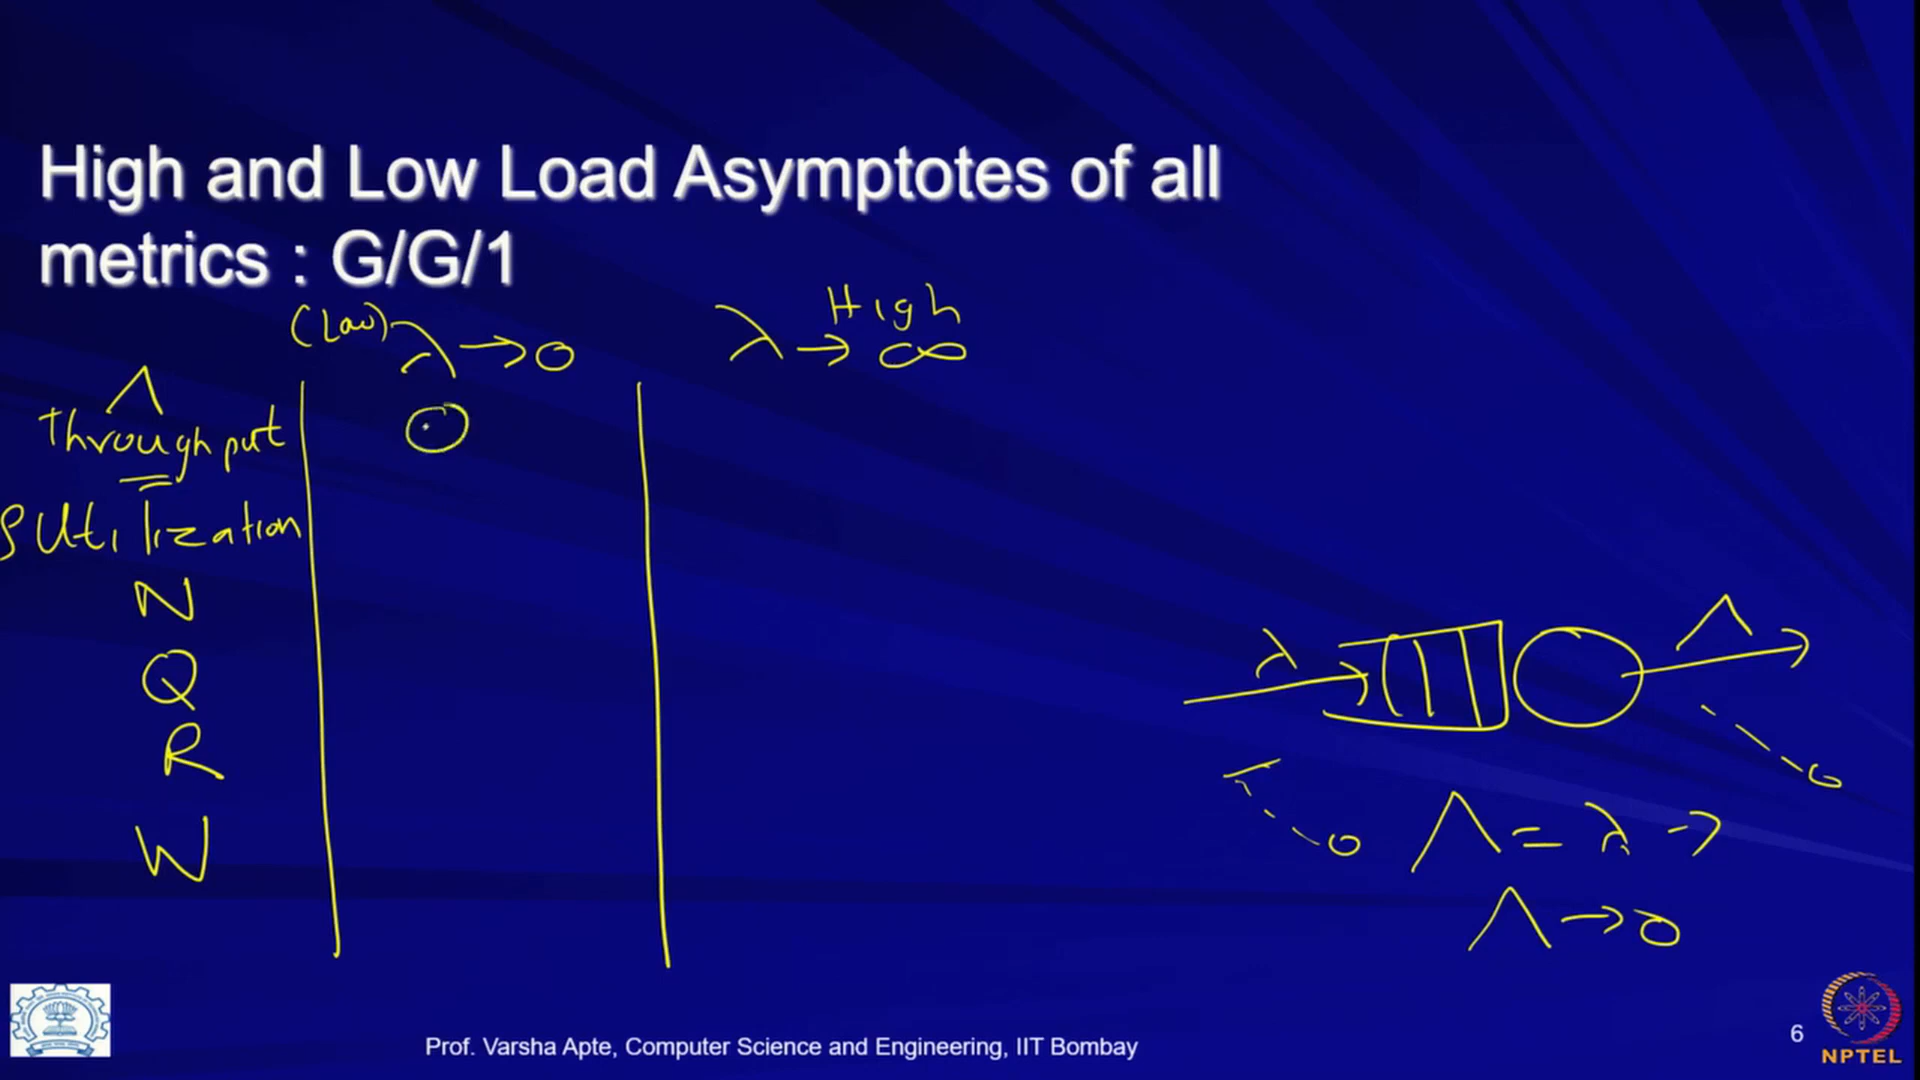 High and Low Load Asymptotes of all
metrics : G/G/1
(Low) λ → 0
High
λ → ∞
Λ
Throughput
0
ρ Utilization
N
Q
R
W
λ
Λ
0
0
Λ = λ →
Λ → 0
Prof. Varsha Apte, Computer Science and Engineering, IIT Bombay
6
NPTEL